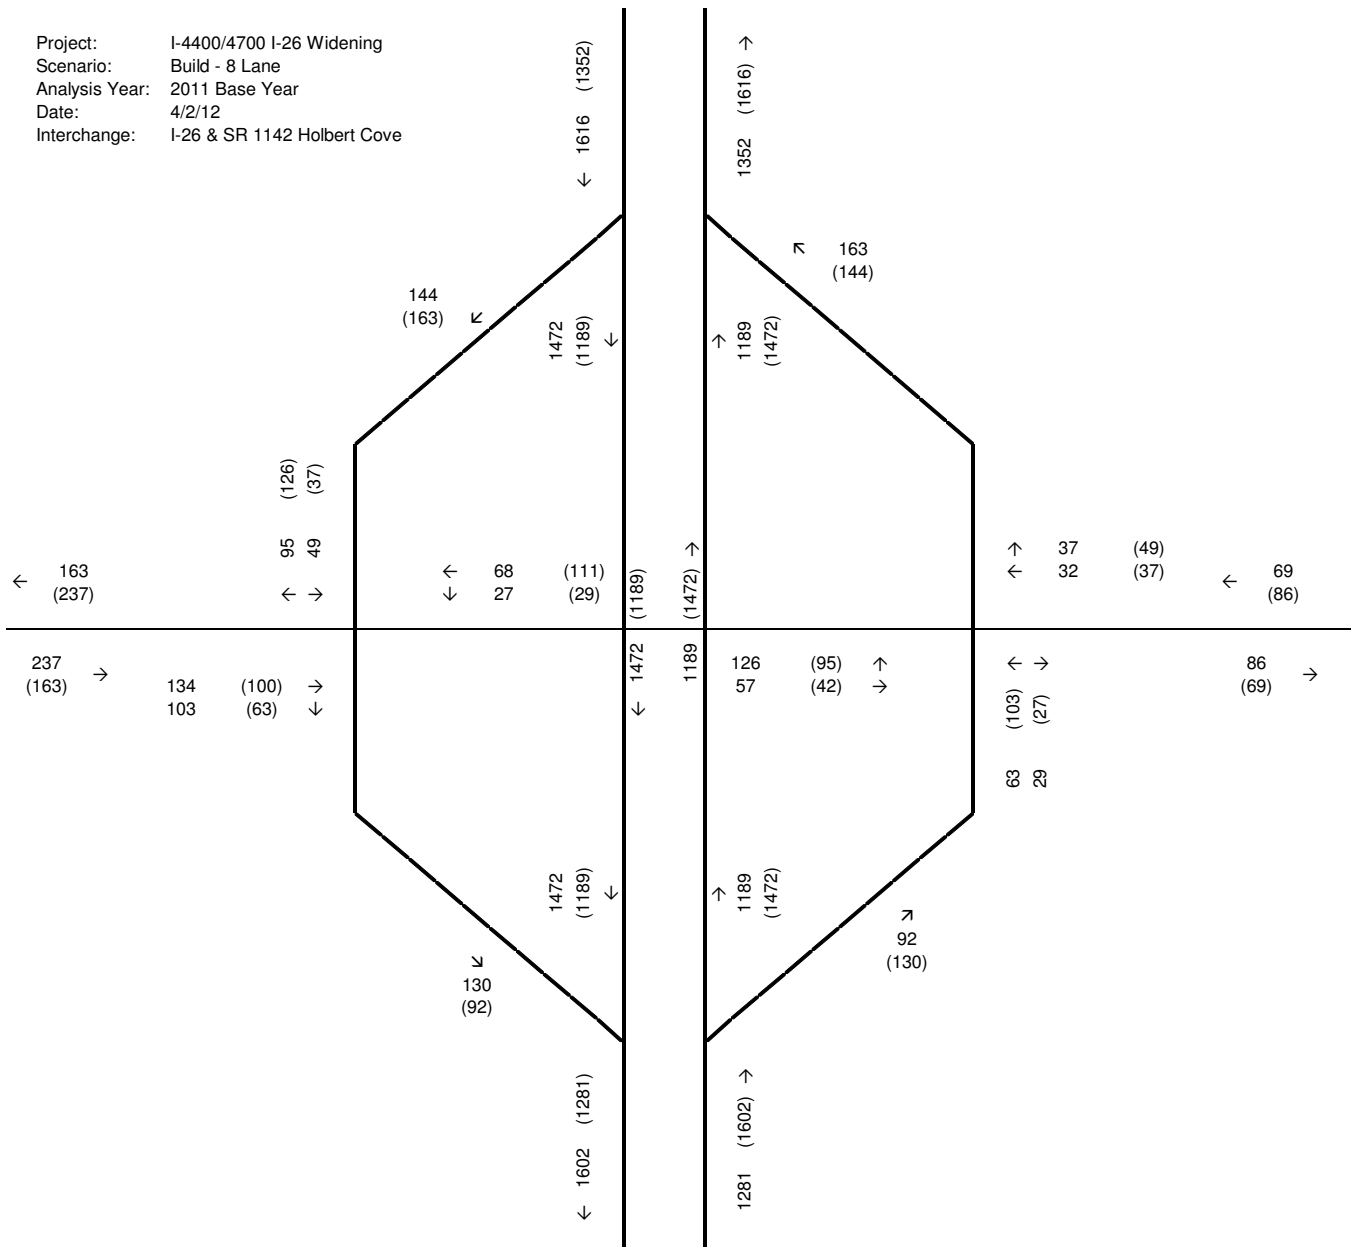 Project: I-4400/4700 I-26 Widening
Scenario: Build - 8 Lane
Analysis Year: 2011 Base Year
Date: 4/2/12
Interchange: I-26 & SR 1142 Holbert Cove
← 1616 (1352)
1352 (1616) →
↖ 163
(144)
144
(163) ↙
1472
(1189) ↓
↑ 1189
(1472)
95 (126)
49 (37)
← →
← 163
(237)
← 68 (111)
↓ 27 (29)
↓ 1472 (1189)
1189 (1472) ↑
↑ 37 (49)
← 32 (37)
← 69
(86)
237
(163) →
134 (100) →
103 (63) ↓
126 (95) ↑
57 (42) →
← →
63 (103)
29 (27)
86
(69) →
1472
(1189) ↓
↑ 1189
(1472)
↘
130
(92)
↗
92
(130)
← 1602 (1281)
1281 (1602) →